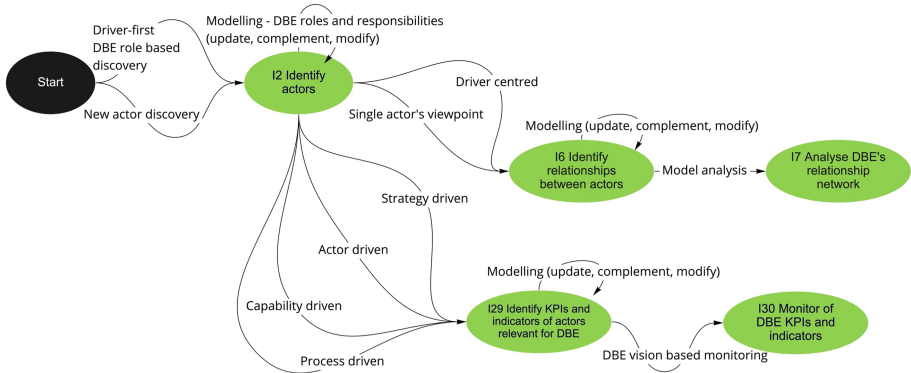 Driver-first
DBE role based
discovery
Modelling - DBE roles and responsibilities
(update, complement, modify)
Start
I2 Identify
actors
Driver centred
New actor discovery
Single actor's viewpoint
Modelling (update, complement, modify)
I6 Identify
relationships
between actors
Model analysis
I7 Analyse DBE's
relationship
network
Strategy driven
Actor driven
Modelling (update, complement, modify)
Capability driven
I29 Identify KPIs and
indicators of actors
relevant for DBE
I30 Monitor of
DBE KPIs and
indicators
DBE vision based monitoring
Process driven